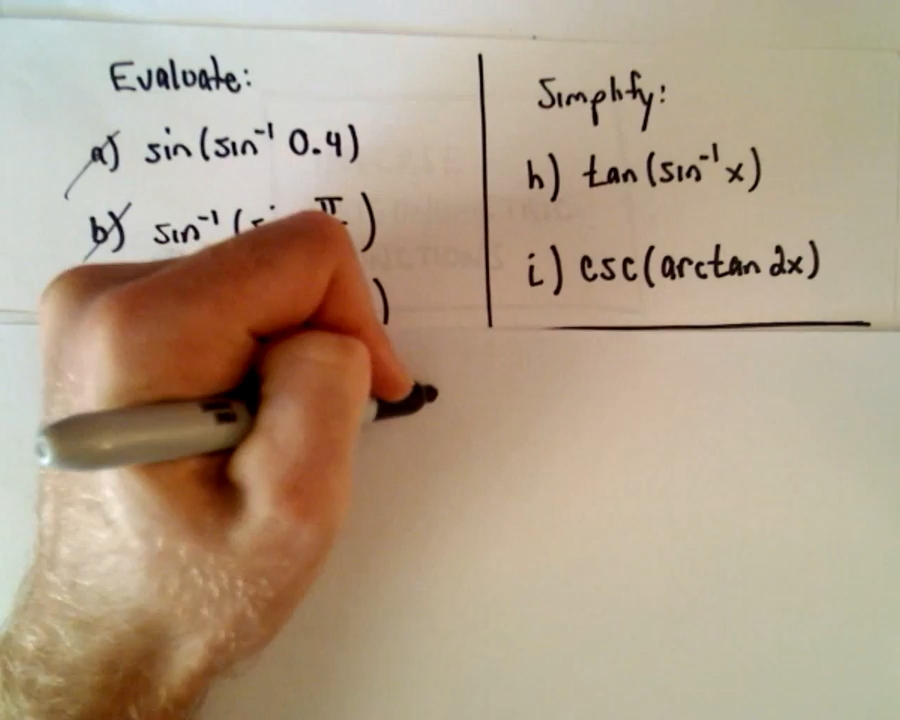 Evaluate:
a) sin(sin⁻¹ 0.4)
b) sin⁻¹(   π   )
)
Simplify:
h) tan(sin⁻¹ x)
i) csc(arctan 2x)